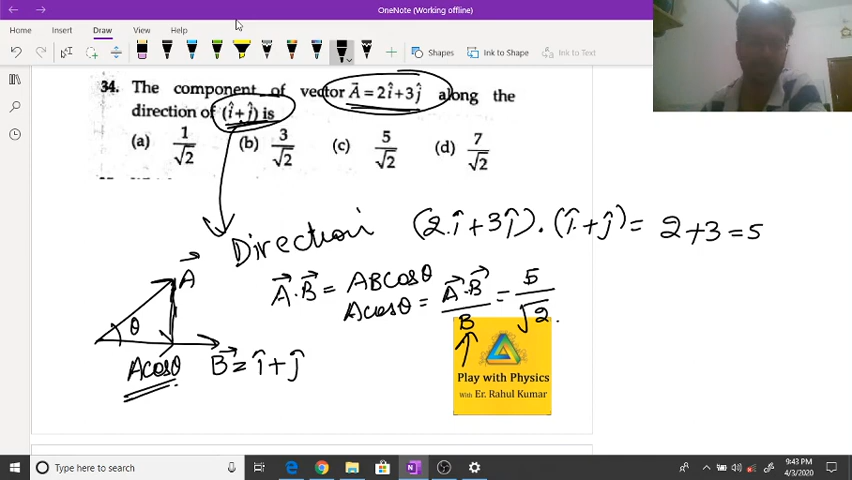 OneNote (Working offline)
Home Insert Draw View Help
Shapes Ink to Shape Ink to Text
34. The component of vector A⃗ = 2î+3ĵ along the
direction of (î+ĵ) is
(a) 1/√2 (b) 3/√2 (c) 5/√2 (d) 7/√2
Direction (2.î+3ĵ).(î+ĵ)= 2+3=5
A⃗
A⃗.B⃗ = ABcosθ
Acosθ = A⃗.B⃗/B = 5/√2.
θ
Acosθ B⃗=î+ĵ
Play with Physics
With Er. Rahul Kumar
Type here to search
9:43 PM
4/3/2020